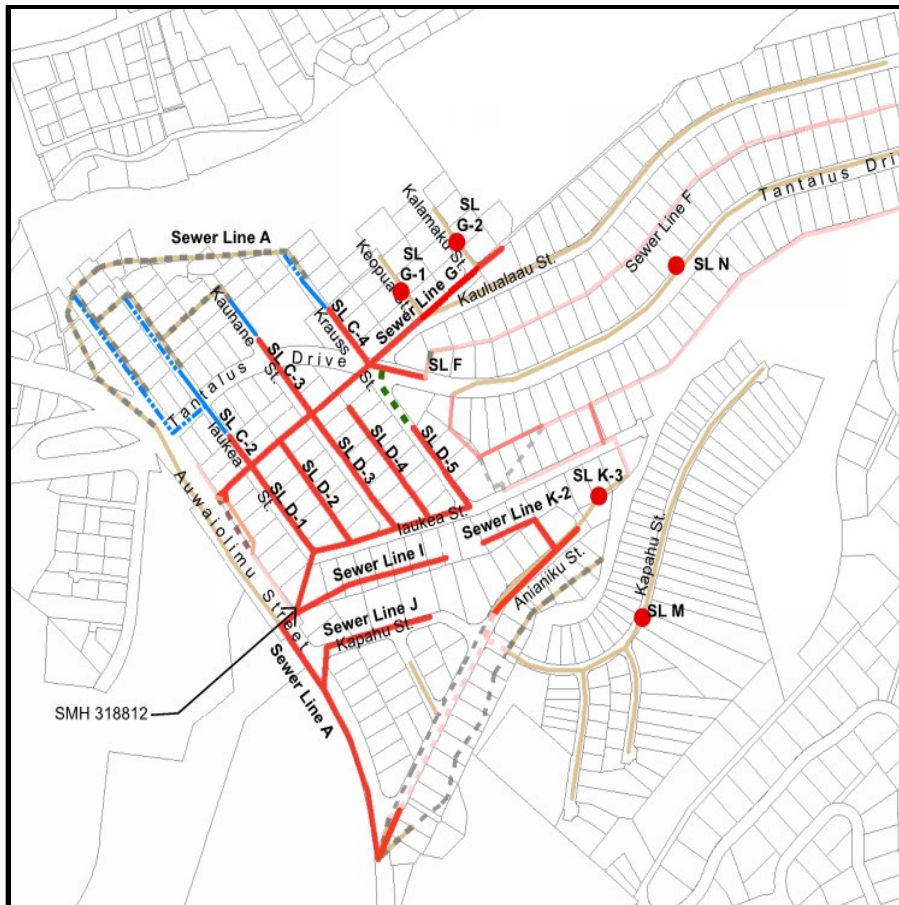 Sewer Line A
Kalamaku St.
SL
G-2
Keopua
SL
G-1
Sewer Line G
Kaulualaau St.
Sewer Line F
Tantalus Driv
SL N
Kauhane
St.
Krauss
St.
SL C-4
SL F
Tantalus Drive
SL C-3
SL C-2
Iaukea
St.
SL D-1
SL D-2
SL D-3
SL D-4
SL D-5
Iaukea St.
Sewer Line K-2
SL K-3
Auwaiolimu Street
Sewer Line I
Anianiku St.
Kapahu St.
SL M
Sewer Line J
Kapahu St.
Sewer Line A
SMH 318812